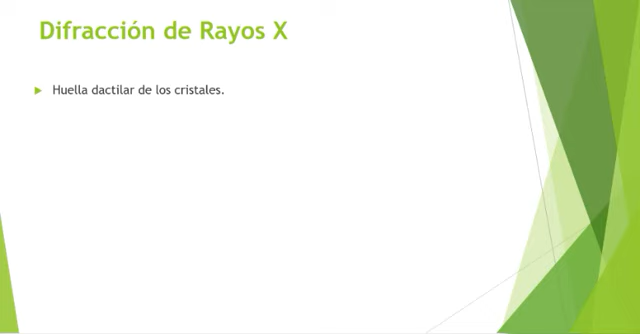 Difracción de Rayos X
Huella dactilar de los cristales.